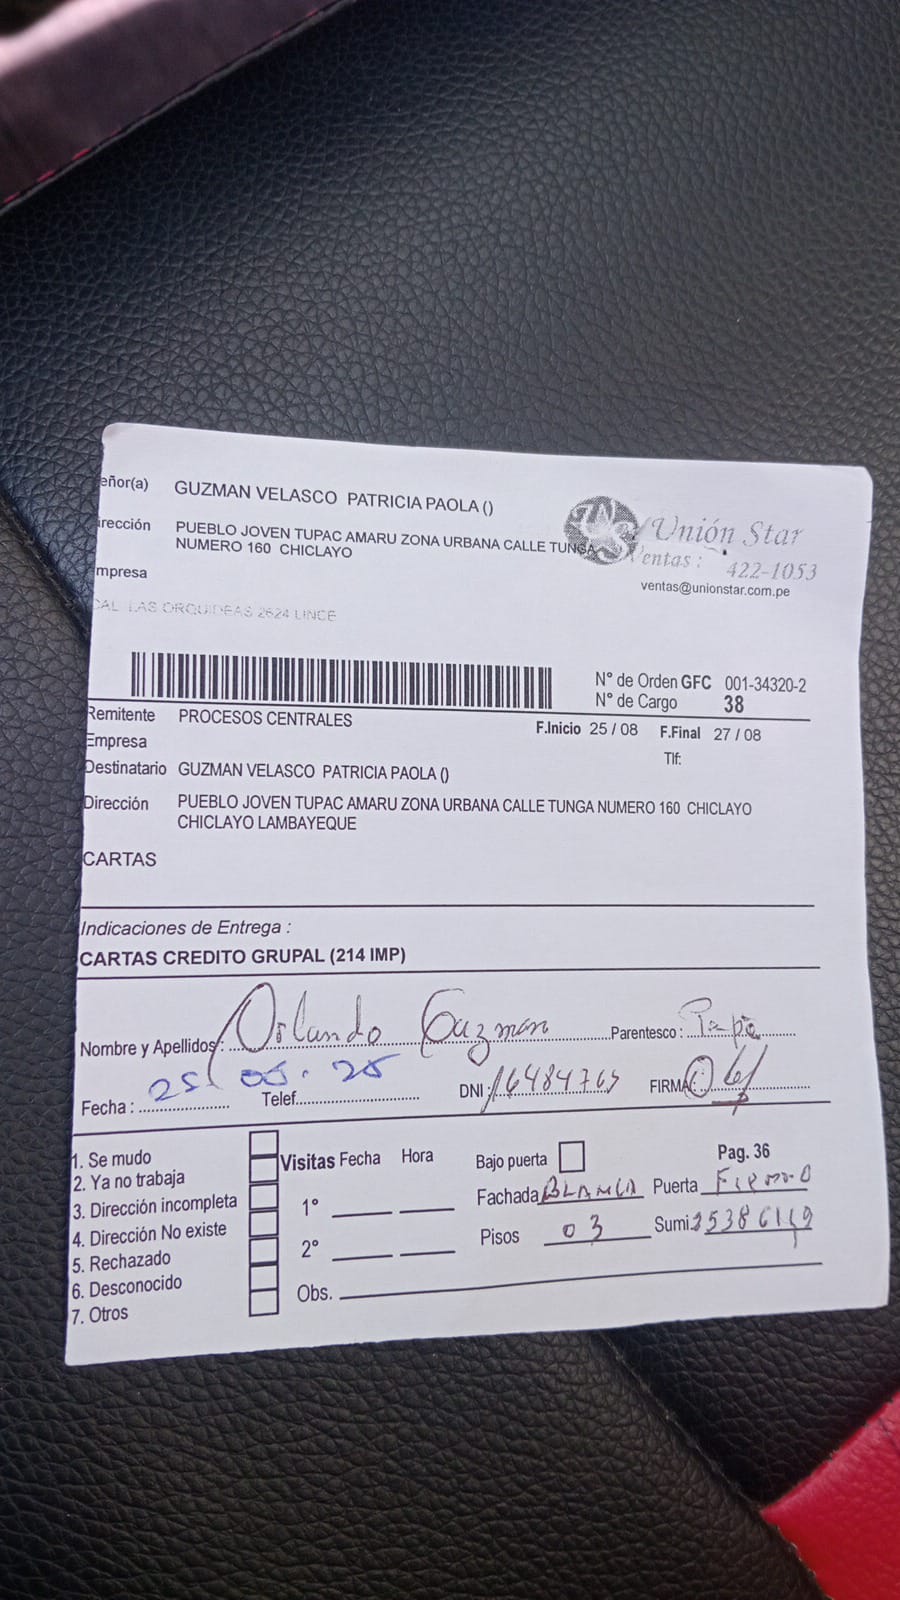 eñor(a) GUZMAN VELASCO PATRICIA PAOLA ()
irección PUEBLO JOVEN TUPAC AMARU ZONA URBANA CALLE TUNGA
NUMERO 160 CHICLAYO
mpresa
CAL LAS ORQUIDEAS 2624 LINCE
Unión Star
Ventas : 422-1053
ventas@unionstar.com.pe
N° de Orden GFC 001-34320-2
N° de Cargo 38
Remitente PROCESOS CENTRALES F.Inicio 25 / 08 F.Final 27 / 08
Empresa Tlf:
Destinatario GUZMAN VELASCO PATRICIA PAOLA ()
Dirección PUEBLO JOVEN TUPAC AMARU ZONA URBANA CALLE TUNGA NUMERO 160 CHICLAYO
CHICLAYO LAMBAYEQUE
CARTAS
Indicaciones de Entrega :
CARTAS CREDITO GRUPAL (214 IMP)
Nombre y Apellidos: Orlando Guzman Parentesco : Papá
Fecha : 25 Telef. DNI : 16484765 FIRMA:
1. Se mudo
2. Ya no trabaja
3. Dirección incompleta
4. Dirección No existe
5. Rechazado
6. Desconocido
7. Otros
Visitas Fecha Hora
1°
2°
Obs.
Bajo puerta Pag. 36
Fachada BLANCA Puerta FIERRO
Pisos 03 Sumi